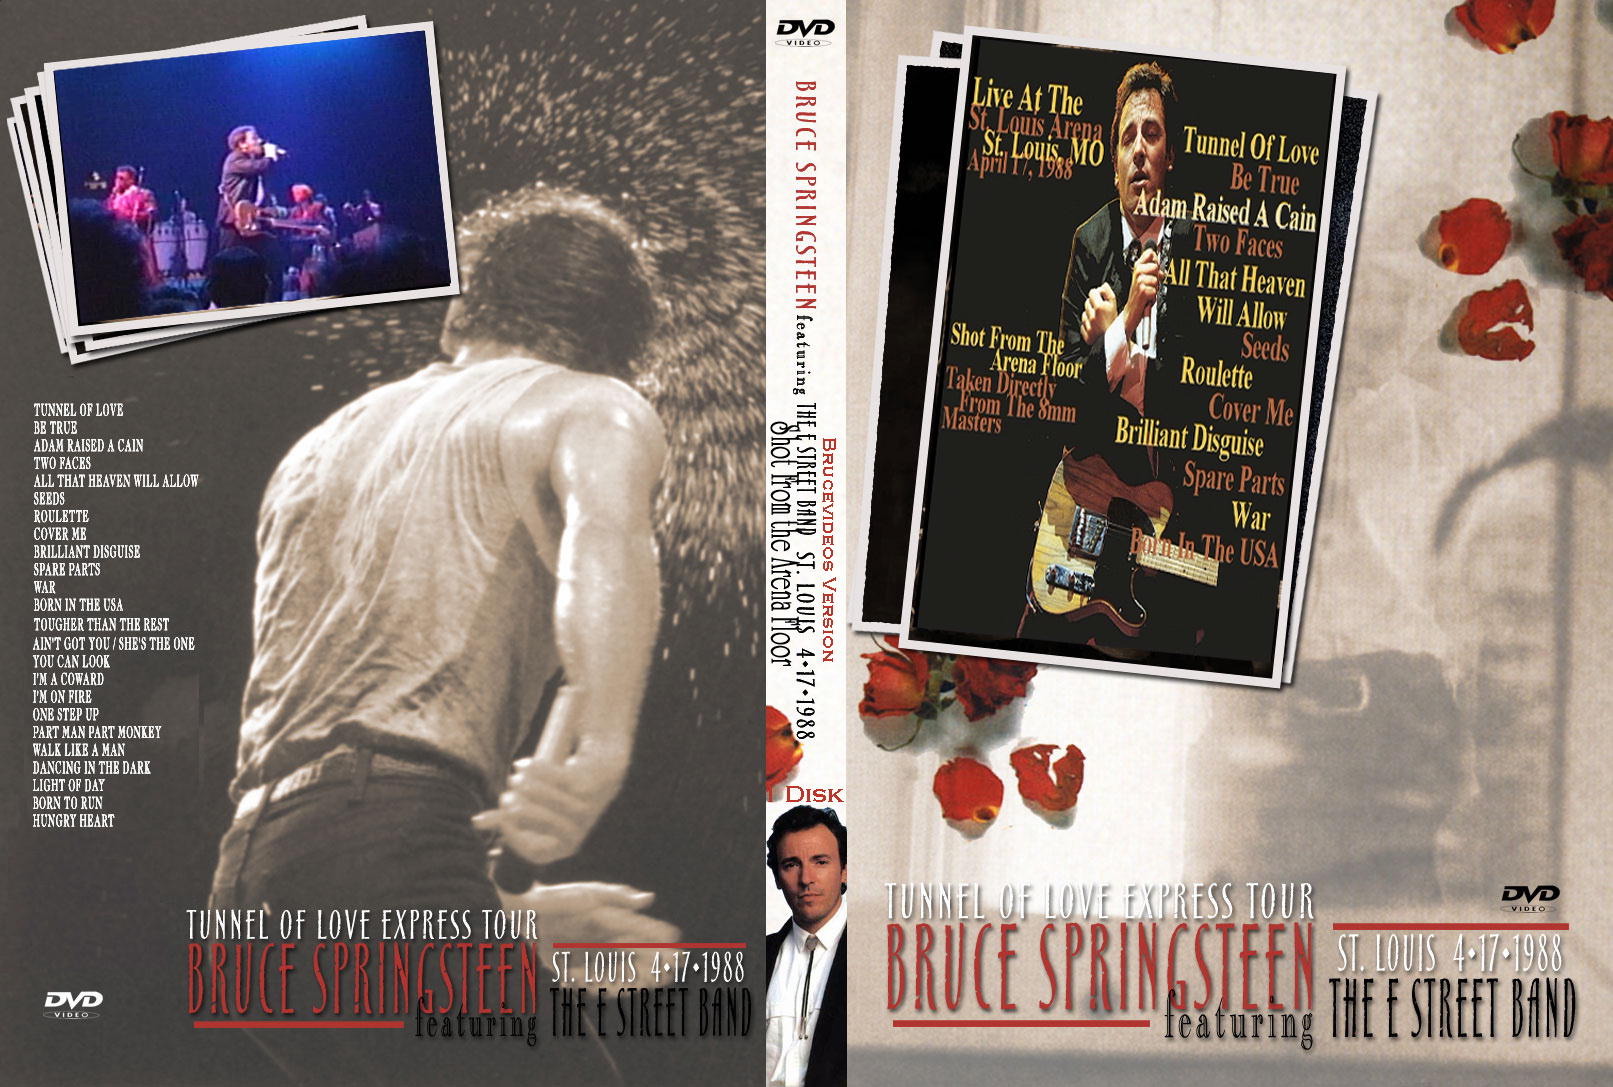 TUNNEL OF LOVE
BE TRUE
ADAM RAISED A CAIN
TWO FACES
ALL THAT HEAVEN WILL ALLOW
SEEDS
ROULETTE
COVER ME
BRILLIANT DISGUISE
SPARE PARTS
WAR
BORN IN THE USA
TOUGHER THAN THE REST
AIN'T GOT YOU / SHE'S THE ONE
YOU CAN LOOK
I'M A COWARD
I'M ON FIRE
ONE STEP UP
PART MAN PART MONKEY
WALK LIKE A MAN
DANCING IN THE DARK
LIGHT OF DAY
BORN TO RUN
HUNGRY HEART
TUNNEL OF LOVE EXPRESS TOUR
BRUCE SPRINGSTEEN
featuring
ST. LOUIS 4•17•1988
THE E STREET BAND
DVD
VIDEO
DVD
VIDEO
BRUCE SPRINGSTEEN featuring THE E STREET BAND ST. LOUIS 4•17•1988
BRUCEVIDEOS VERSION
Shot From the Arena Floor
1 DISK
Live At The
St. Louis Arena
St. Louis, MO
April 17, 1988
Shot From The
Arena Floor
Taken Directly
From The 8mm
Masters
Tunnel Of Love
Be True
Adam Raised A Cain
Two Faces
All That Heaven
Will Allow
Seeds
Roulette
Cover Me
Brilliant Disguise
Spare Parts
War
Born In The USA
TUNNEL OF LOVE EXPRESS TOUR
BRUCE SPRINGSTEEN
featuring
DVD
VIDEO
ST. LOUIS 4•17•1988
THE E STREET BAND